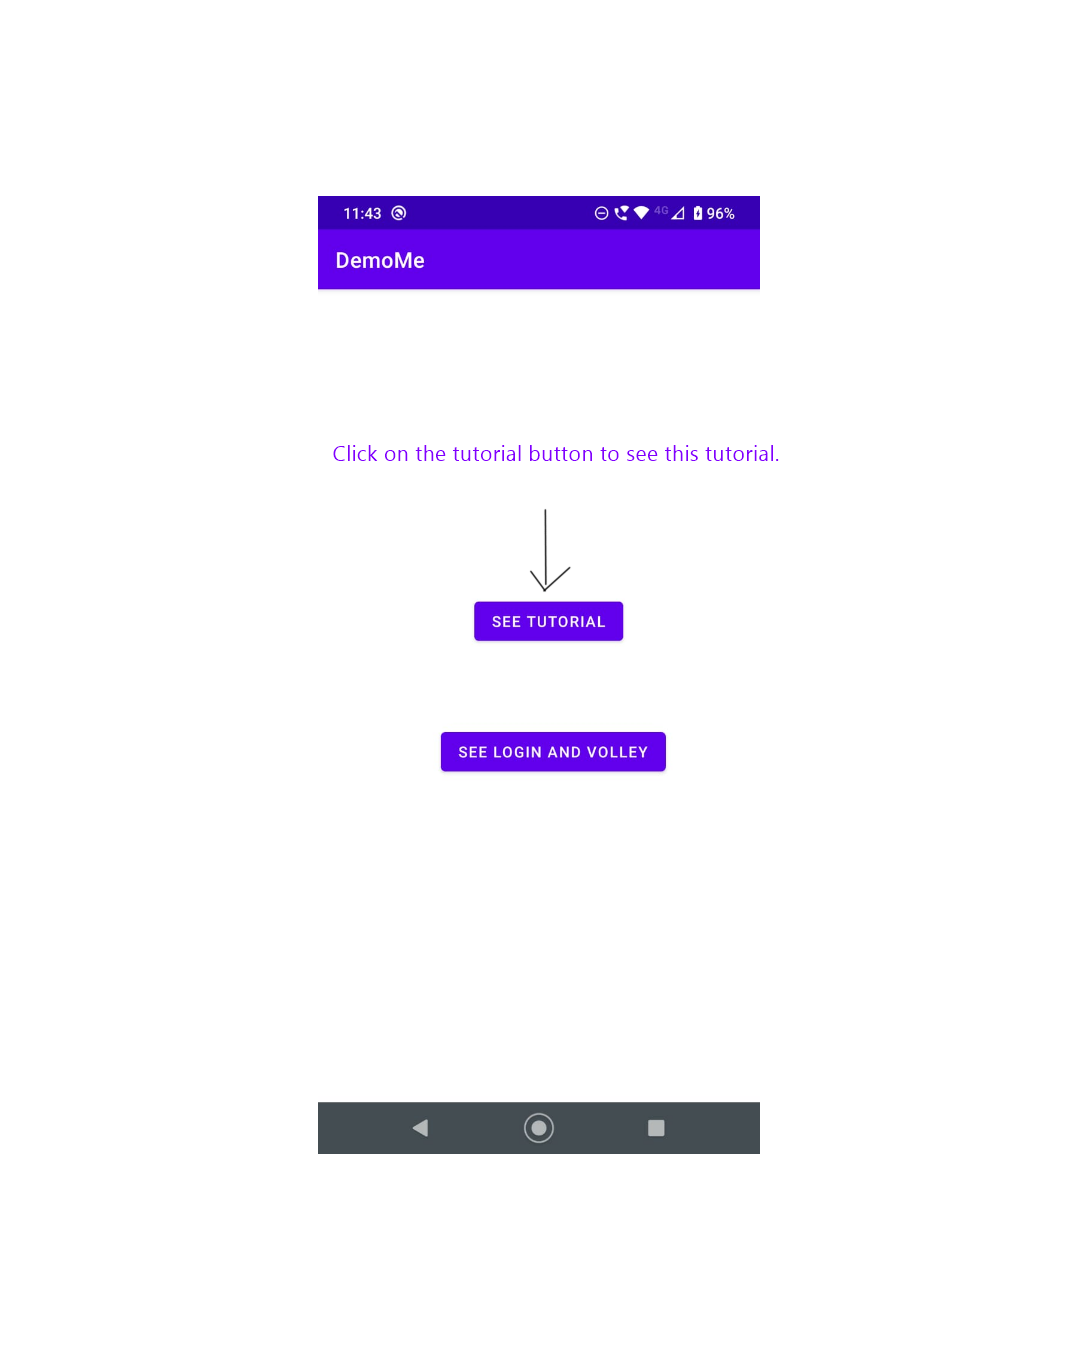 11:43 4G 96%
DemoMe
Click on the tutorial button to see this tutorial.
SEE TUTORIAL
SEE LOGIN AND VOLLEY